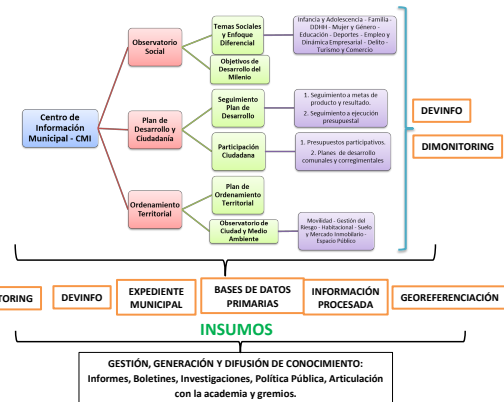 Observatorio
Social
Temas Sociales
y Enfoque
Diferencial
Infancia y Adolescencia - Familia -
DDHH - Mujer y Género -
Educación - Deportes - Empleo y
Dinámica Empresarial - Delito -
Turismo y Comercio
Objetivos de
Desarrollo del
Milenio
Centro de
Información
Municipal - CMI
Plan de
Desarrollo y
Ciudadanía
Seguimiento
Plan de
Desarrollo
1. Seguimiento a metas de
producto y resultado.
2. Seguimiento a ejecución
presupuestal
Participación
Ciudadana
1. Presupuestos participativos.
2. Planes de desarrollo
comunales y corregimentales
Ordenamiento
Territorial
Plan de
Ordenamiento
Territorial
Observatorio de
Ciudad y Medio
Ambiente
Movilidad - Gestión del
Riesgo - Habitacional - Suelo
y Mercado Inmobiliario -
Espacio Público
DEVINFO
DIMONITORING
TORING
DEVINFO
EXPEDIENTE
MUNICIPAL
BASES DE DATOS
PRIMARIAS
INFORMACIÓN
PROCESADA
GEOREFERENCIACIÓN
INSUMOS
GESTIÓN, GENERACIÓN Y DIFUSIÓN DE CONOCIMIENTO:
Informes, Boletines, Investigaciones, Política Pública, Articulación
con la academia y gremios.